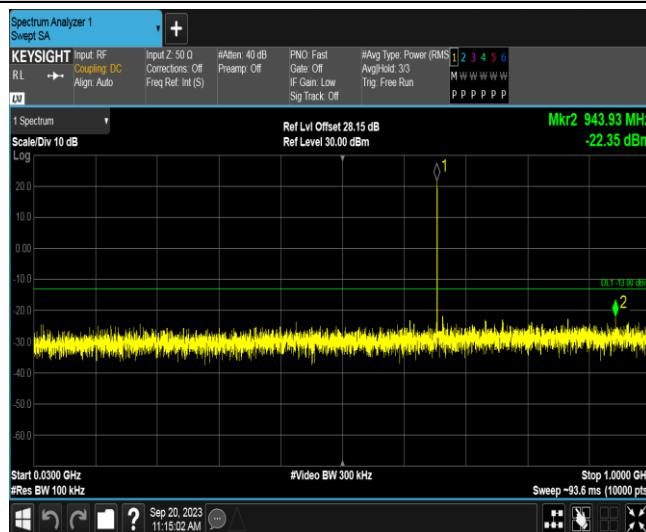 Spectrum Analyzer 1
Swept SA
+
KEYSIGHT
RL
LXI
Input: RF
Coupling: DC
Align: Auto
Input Z: 50 Ω
Corrections: Off
Freq Ref: Int (S)
#Atten: 40 dB
Preamp: Off
PNO: Fast
Gate: Off
IF Gain: Low
Sig Track: Off
#Avg Type: Power (RMS
Avg|Hold: 3/3
Trig: Free Run
1 2 3 4 5 6
M W W W W W
P P P P P P
1 Spectrum
Scale/Div 10 dB
Log
Ref Lvl Offset 28.15 dB
Ref Level 30.00 dBm
Mkr2 943.93 MHz
-22.35 dBm
20.0
10.0
0.00
-10.0
-20.0
-30.0
-40.0
-50.0
-60.0
1
DL1 -13.00 dBm
2
Start 0.0300 GHz
#Res BW 100 kHz
#Video BW 300 kHz
Stop 1.0000 GH
Sweep ~93.6 ms (10000 pts
?
Sep 20, 2023
11:15:02 AM